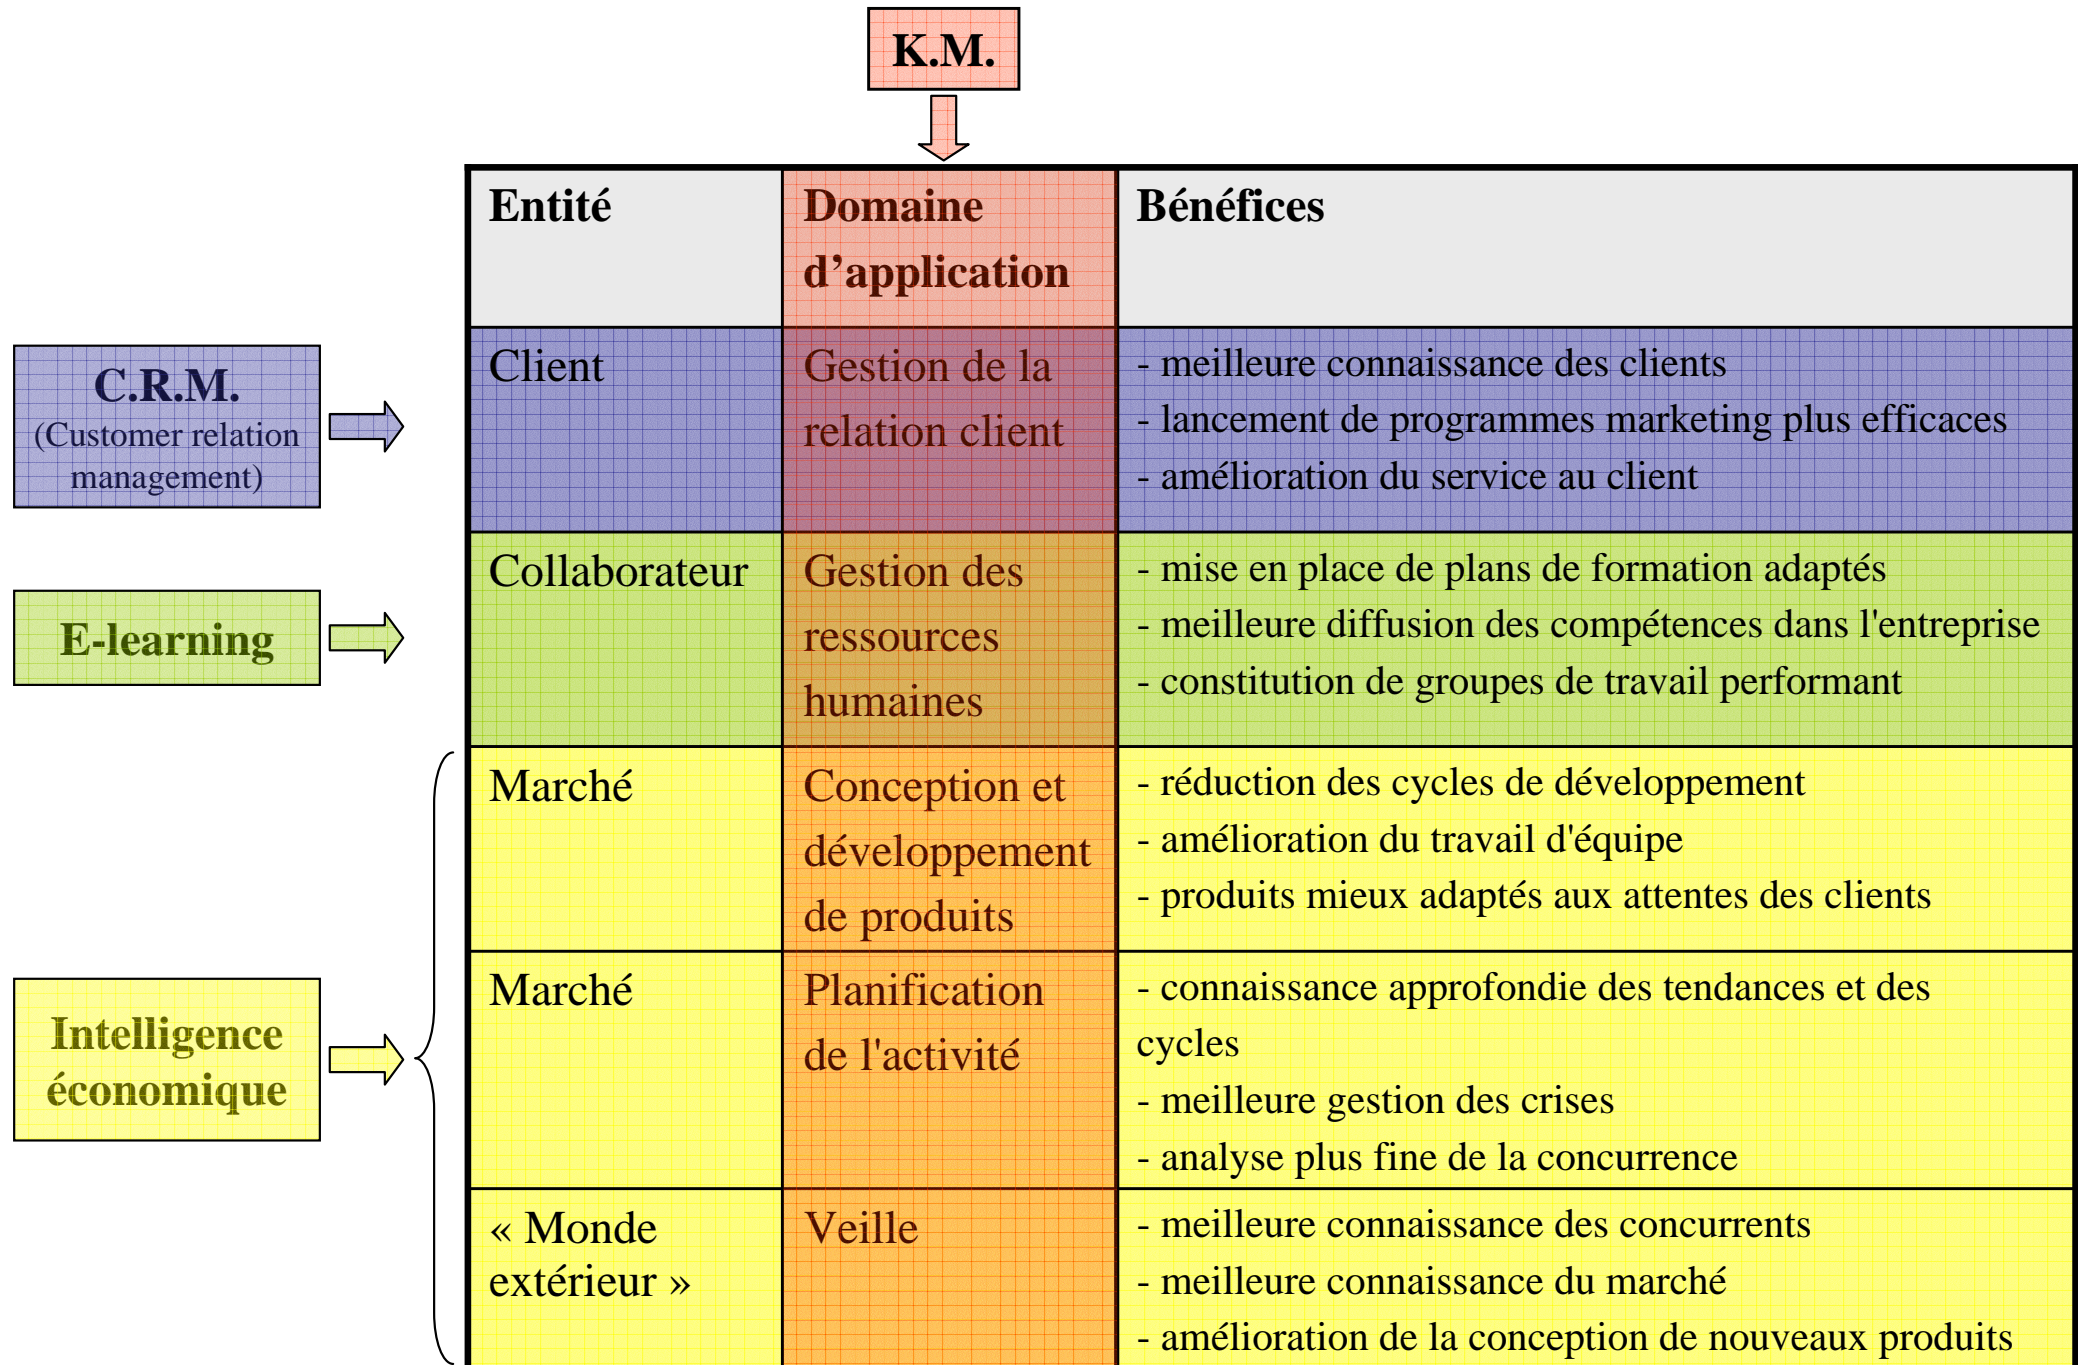 K.M.
Entité
Domaine
d’application
Bénéfices
C.R.M.
(Customer relation
management)
Client
Gestion de la
relation client
- meilleure connaissance des clients
- lancement de programmes marketing plus efficaces
- amélioration du service au client
E-learning
Collaborateur
Gestion des
ressources
humaines
- mise en place de plans de formation adaptés
- meilleure diffusion des compétences dans l'entreprise
- constitution de groupes de travail performant
Marché
Conception et
développement
de produits
- réduction des cycles de développement
- amélioration du travail d'équipe
- produits mieux adaptés aux attentes des clients
Intelligence
économique
Marché
Planification
de l'activité
- connaissance approfondie des tendances et des
cycles
- meilleure gestion des crises
- analyse plus fine de la concurrence
« Monde
extérieur »
Veille
- meilleure connaissance des concurrents
- meilleure connaissance du marché
- amélioration de la conception de nouveaux produits